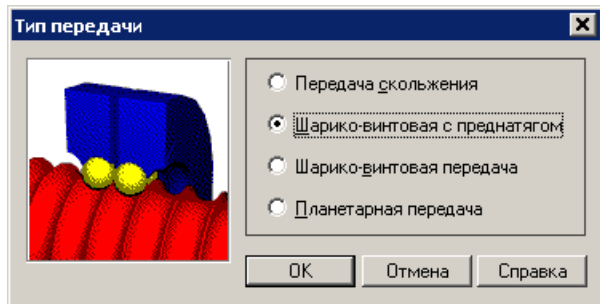 Тип передачи
Передача скольжения
Шарико-винтовая с преднатягом
Шарико-винтовая передача
Планетарная передача
OK Отмена Справка